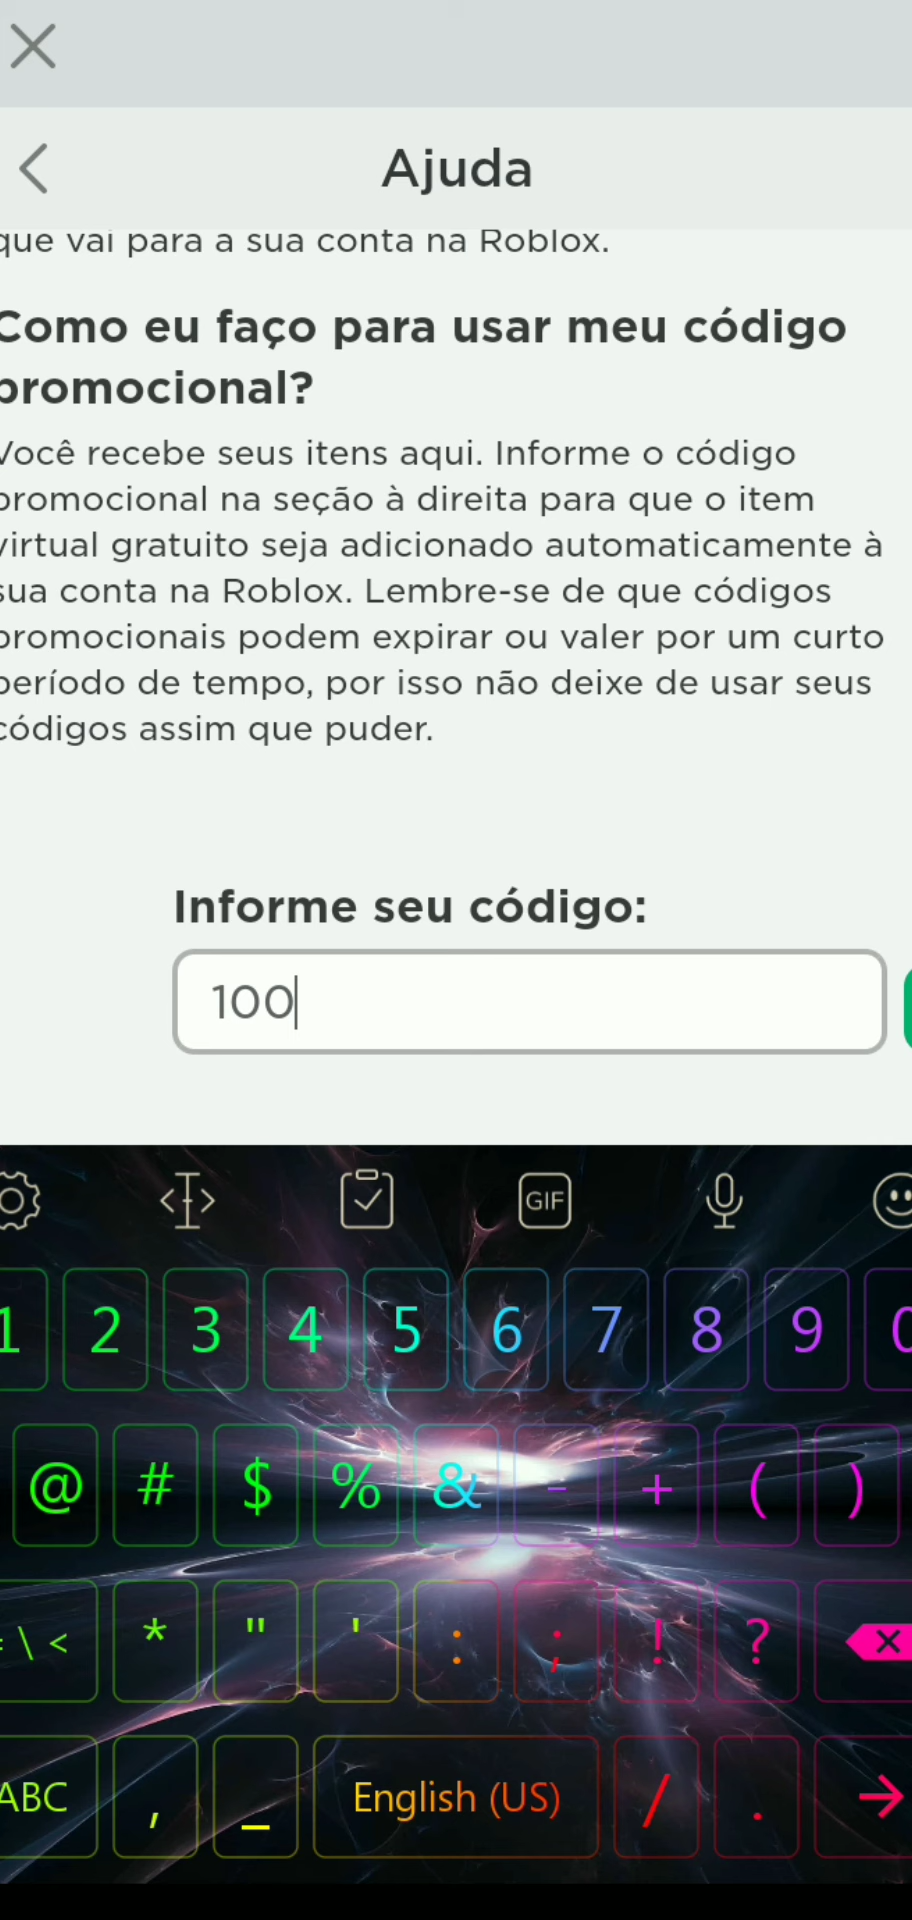 Ajuda
que vai para a sua conta na Roblox.
Como eu faço para usar meu código
promocional?
Você recebe seus itens aqui. Informe o código
promocional na seção à direita para que o item
virtual gratuito seja adicionado automaticamente à
sua conta na Roblox. Lembre-se de que códigos
promocionais podem expirar ou valer por um curto
período de tempo, por isso não deixe de usar seus
códigos assim que puder.
Informe seu código:
100
GIF
1 2 3 4 5 6 7 8 9 0
@ # $ % & - + ( )
= \ < * " ' : ; ! ?
ABC , _ English (US) / .